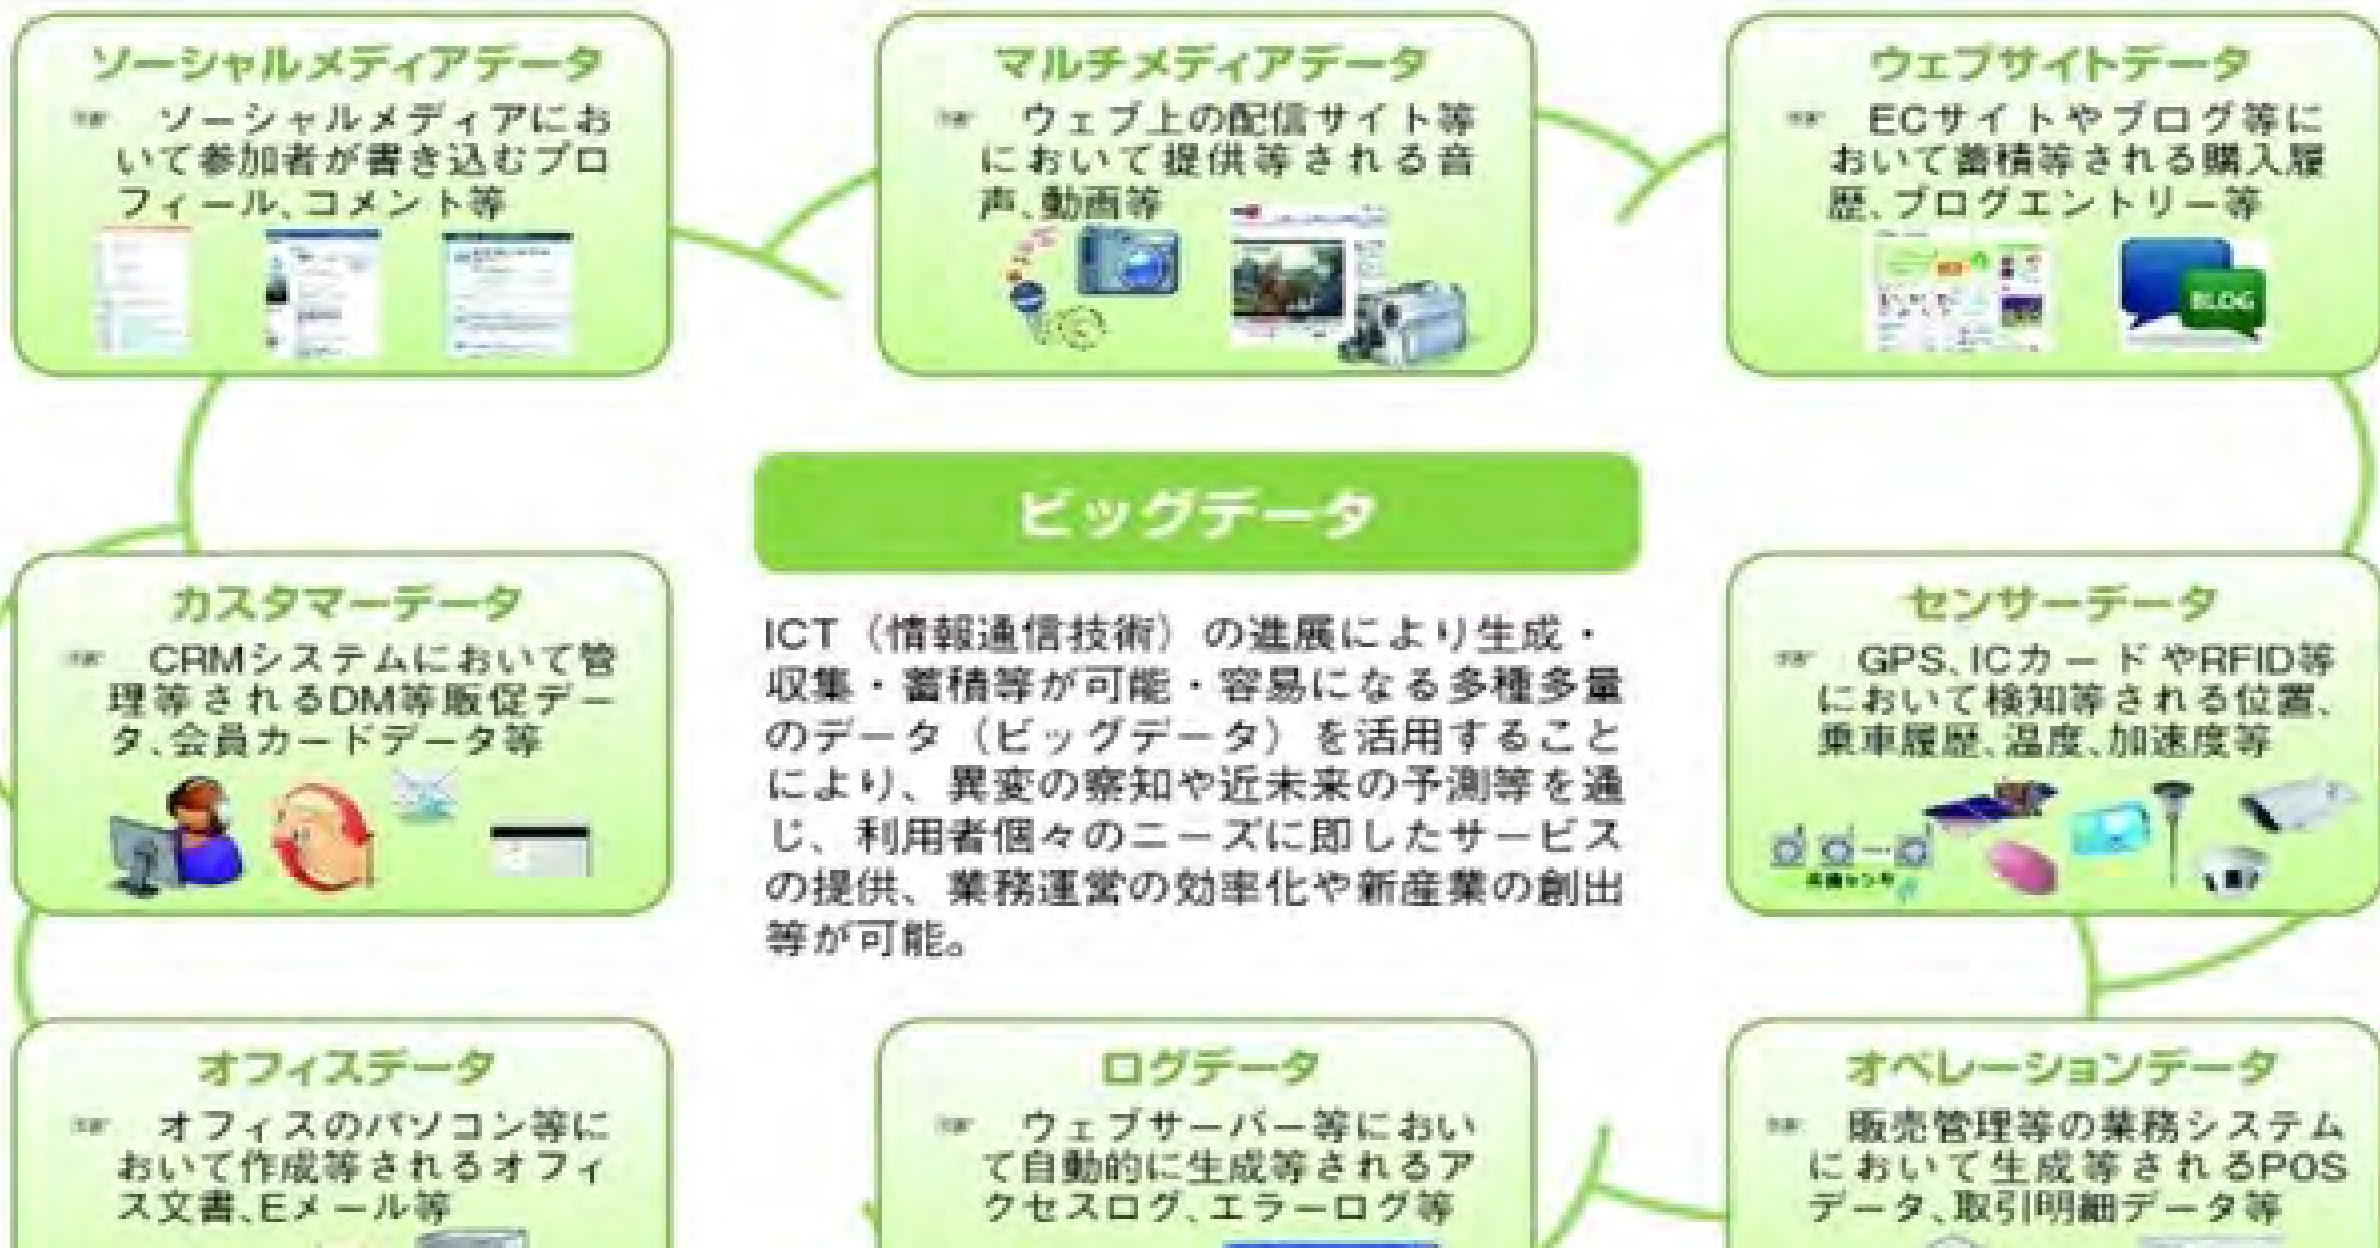 ソーシャルメディアデータ
ソーシャルメディアにお
いて参加者が書き込むプロ
フィール、コメント等
マルチメディアデータ
ウェブ上の配信サイト等
において提供等される音
声、動画等
ウェブサイトデータ
ECサイトやブログ等に
おいて蓄積等される購入履
歴、ブログエントリー等
BLOG
ビッグデータ
ICT（情報通信技術）の進展により生成・
収集・蓄積等が可能・容易になる多種多量
のデータ（ビッグデータ）を活用すること
により、異変の察知や近未来の予測等を通
じ、利用者個々のニーズに即したサービス
の提供、業務運営の効率化や新産業の創出
等が可能。
カスタマーデータ
CRMシステムにおいて管
理等されるDM等販促デー
タ、会員カードデータ等
センサーデータ
GPS、ICカードやRFID等
において検知等される位置、
乗車履歴、温度、加速度等
オフィスデータ
オフィスのパソコン等に
おいて作成等されるオフィ
ス文書、Eメール等
ログデータ
ウェブサーバー等におい
て自動的に生成等されるア
クセスログ、エラーログ等
オペレーションデータ
販売管理等の業務システム
において生成等されるPOS
データ、取引明細データ等